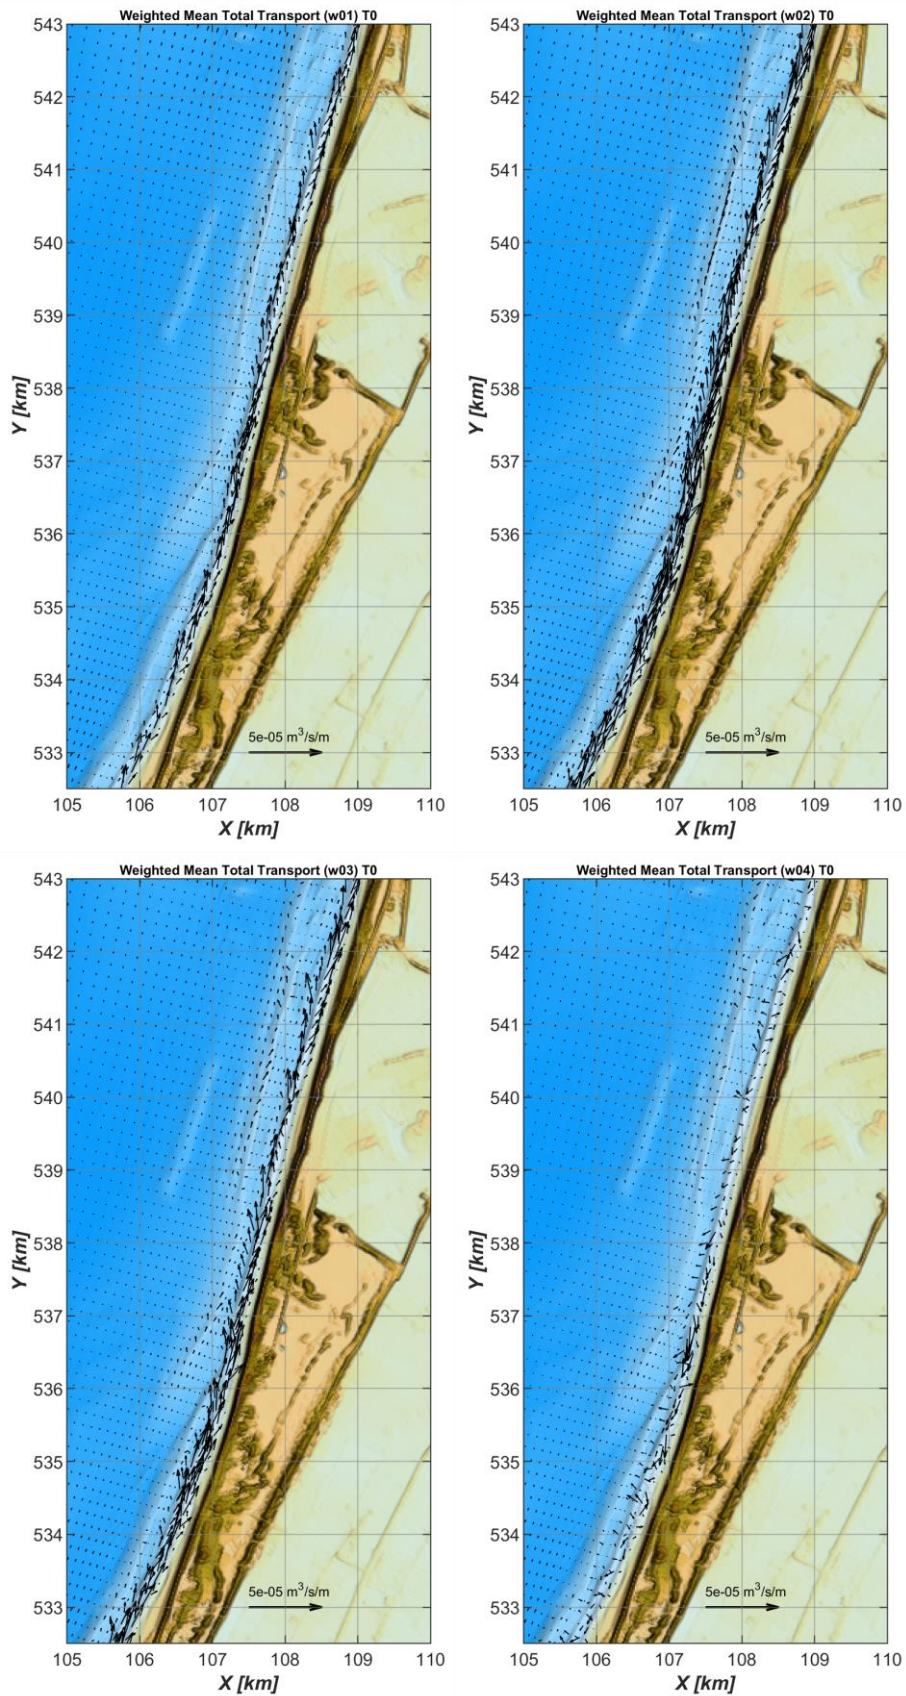 Weighted Mean Total Transport (w01) T0
543
542
541
540
539
538
537
536
535
534
533
Y [km]
5e-05 m³/s/m
105 106 107 108 109 110
X [km]
Weighted Mean Total Transport (w02) T0
543
542
541
540
539
538
537
536
535
534
533
Y [km]
5e-05 m³/s/m
105 106 107 108 109 110
X [km]
Weighted Mean Total Transport (w03) T0
543
542
541
540
539
538
537
536
535
534
533
Y [km]
5e-05 m³/s/m
105 106 107 108 109 110
X [km]
Weighted Mean Total Transport (w04) T0
543
542
541
540
539
538
537
536
535
534
533
Y [km]
5e-05 m³/s/m
105 106 107 108 109 110
X [km]